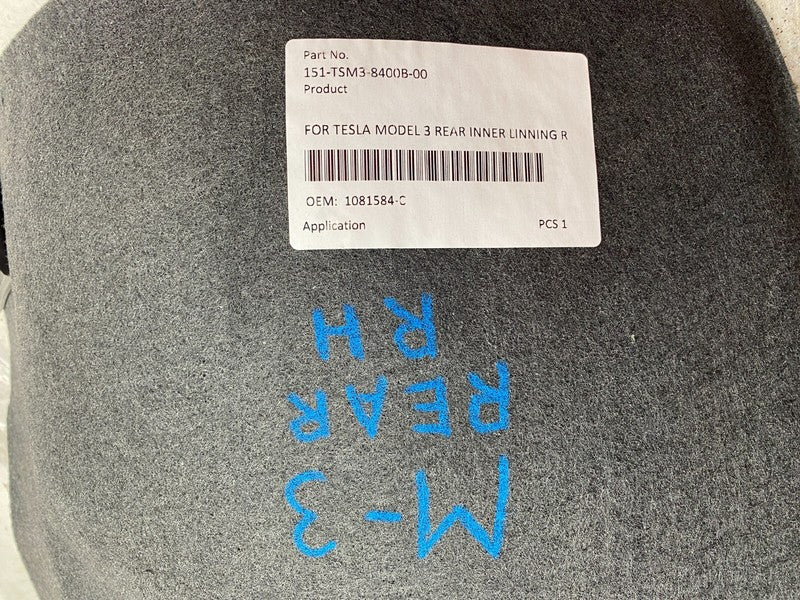 Part No.
151-TSM3-8400B-00
Product
FOR TESLA MODEL 3 REAR INNER LINNING R
OEM: 1081584-C
Application PCS 1
M-3
REAR
RH